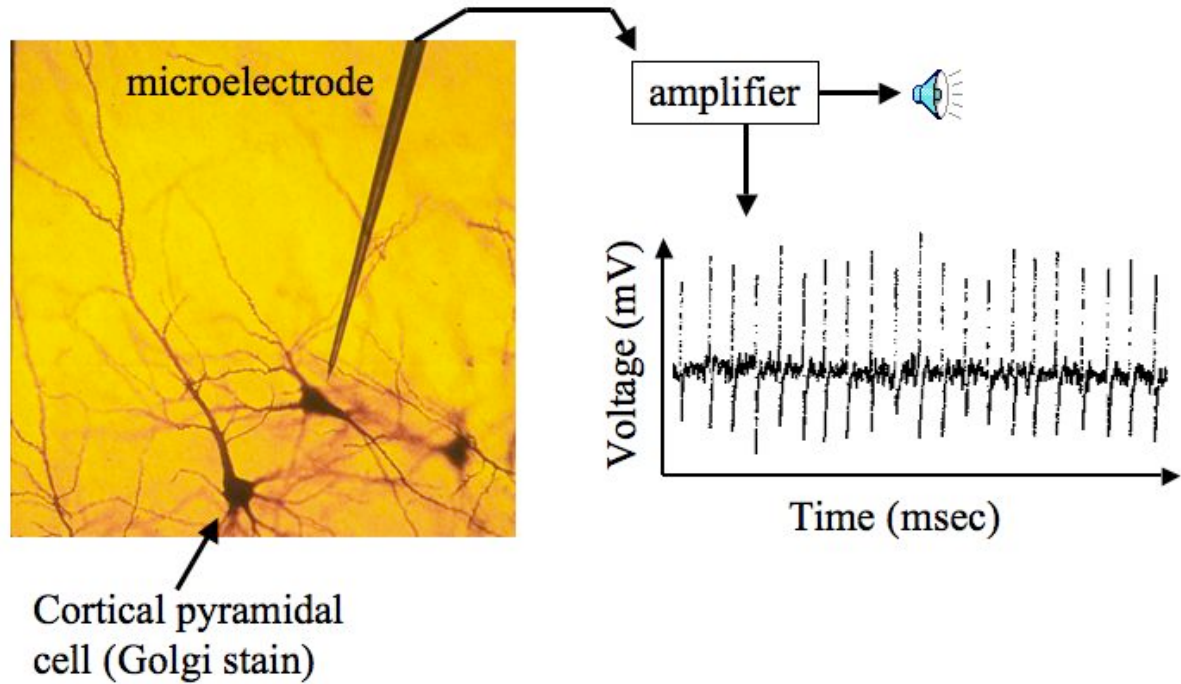 microelectrode
amplifier
Voltage (mV)
Time (msec)
Cortical pyramidal
cell (Golgi stain)